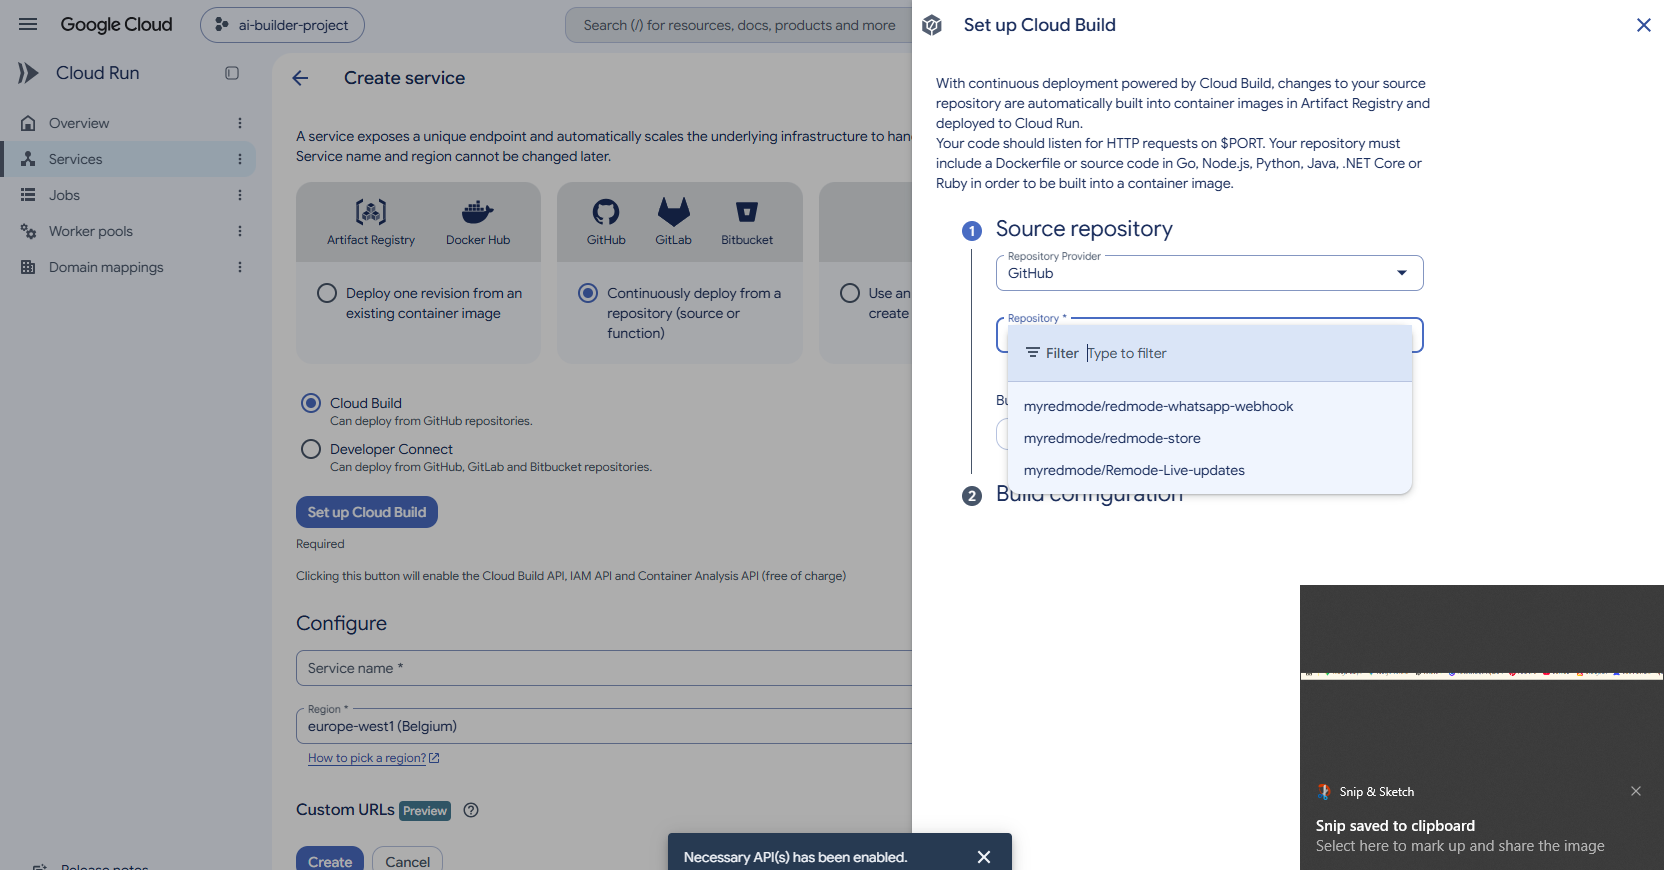 Google Cloud
ai-builder-project
Search (/) for resources, docs, products and more
Cloud Run
Overview
Services
Jobs
Worker pools
Domain mappings
Create service
A service exposes a unique endpoint and automatically scales the underlying infrastructure to han
Service name and region cannot be changed later.
Artifact Registry
Docker Hub
GitHub
GitLab
Bitbucket
Deploy one revision from an
existing container image
Continuously deploy from a
repository (source or
function)
Use an
create
Cloud Build
Can deploy from GitHub repositories.
Developer Connect
Can deploy from GitHub, GitLab and Bitbucket repositories.
Set up Cloud Build
Required
Clicking this button will enable the Cloud Build API, IAM API and Container Analysis API (free of charge)
Configure
Service name *
Region *
europe-west1 (Belgium)
How to pick a region?
Custom URLs Preview
Create
Cancel
Release notes
Necessary API(s) has been enabled.
Set up Cloud Build
With continuous deployment powered by Cloud Build, changes to your source
repository are automatically built into container images in Artifact Registry and
deployed to Cloud Run.
Your code should listen for HTTP requests on $PORT. Your repository must
include a Dockerfile or source code in Go, Node.js, Python, Java, .NET Core or
Ruby in order to be built into a container image.
1 Source repository
Repository Provider
GitHub
Repository *
Filter Type to filter
Bu
myredmode/redmode-whatsapp-webhook
myredmode/redmode-store
myredmode/Remode-Live-updates
2 Build configuration
Snip & Sketch
Snip saved to clipboard
Select here to mark up and share the image